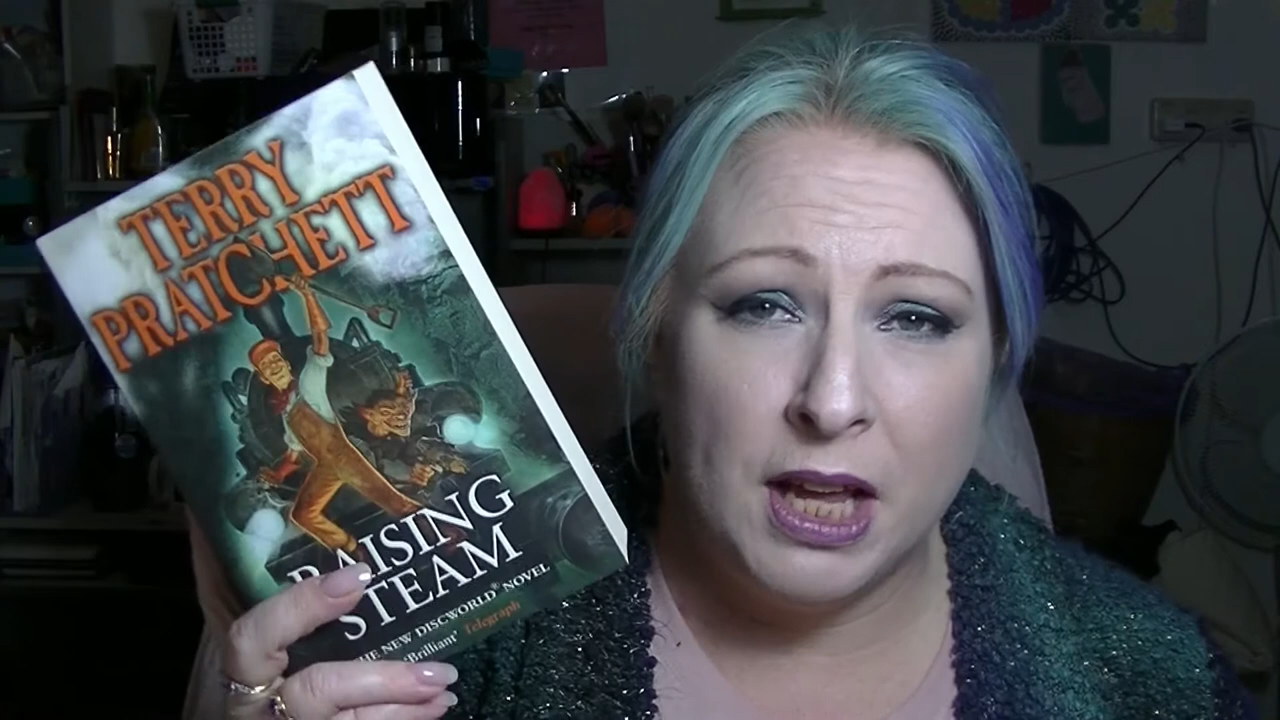 TERRY
PRATCHETT
RAISING
STEAM
THE NEW DISCWORLD® NOVEL
'Brilliant' Telegraph